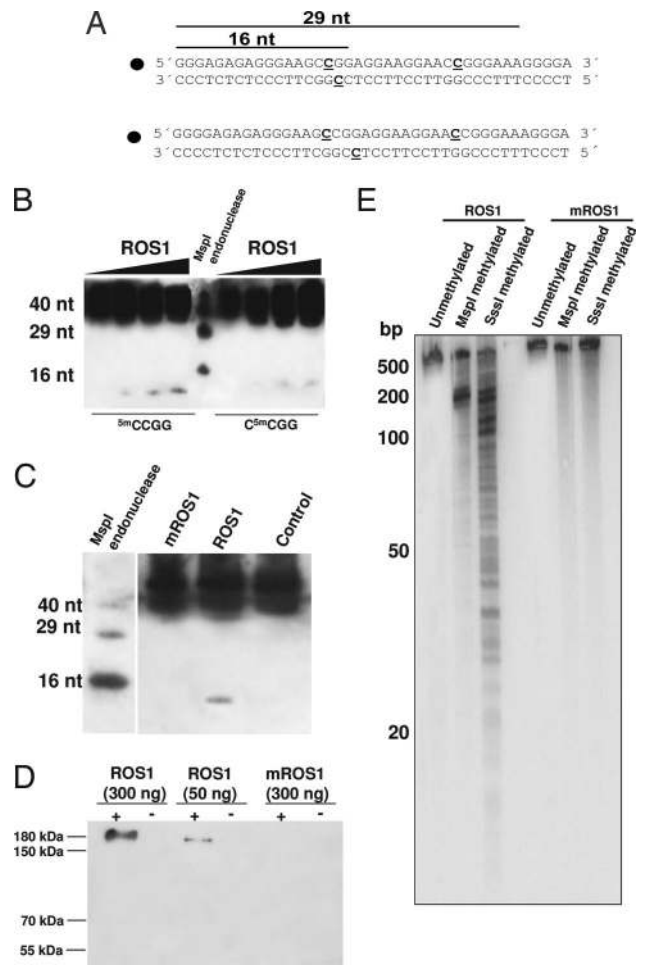 A
29 nt
16 nt
5´ GGGAGAGAGGGAAGCCGGAGGAAGGAACCGGGAAAGGGGA 3´
3´ CCCTCTCTCCCTTCGGCCTCCTTCCTTGGCCCTTTCCCCT 5´
5´ GGGGAGAGAGGGAAGCCGGAGGAAGGAACCGGGAAAGGGA 3´
3´ CCCCTCTCTCCCTTCGGCCTCCTTCCTTGGCCCTTTCCCT 5´
B
ROS1
MspI endonuclease
ROS1
40 nt
29 nt
16 nt
5mCCGG
C5mCGG
C
MspI endonuclease
mROS1
ROS1
Control
40 nt
29 nt
16 nt
D
ROS1 (300 ng)
ROS1 (50 ng)
mROS1 (300 ng)
+ - + - + -
180 kDa
150 kDa
70 kDa
55 kDa
E
ROS1
mROS1
Unmethylated
MspI mehtylated
SssI methylated
Unmethylated
MspI methylated
SssI methylated
bp
500
200
100
50
20